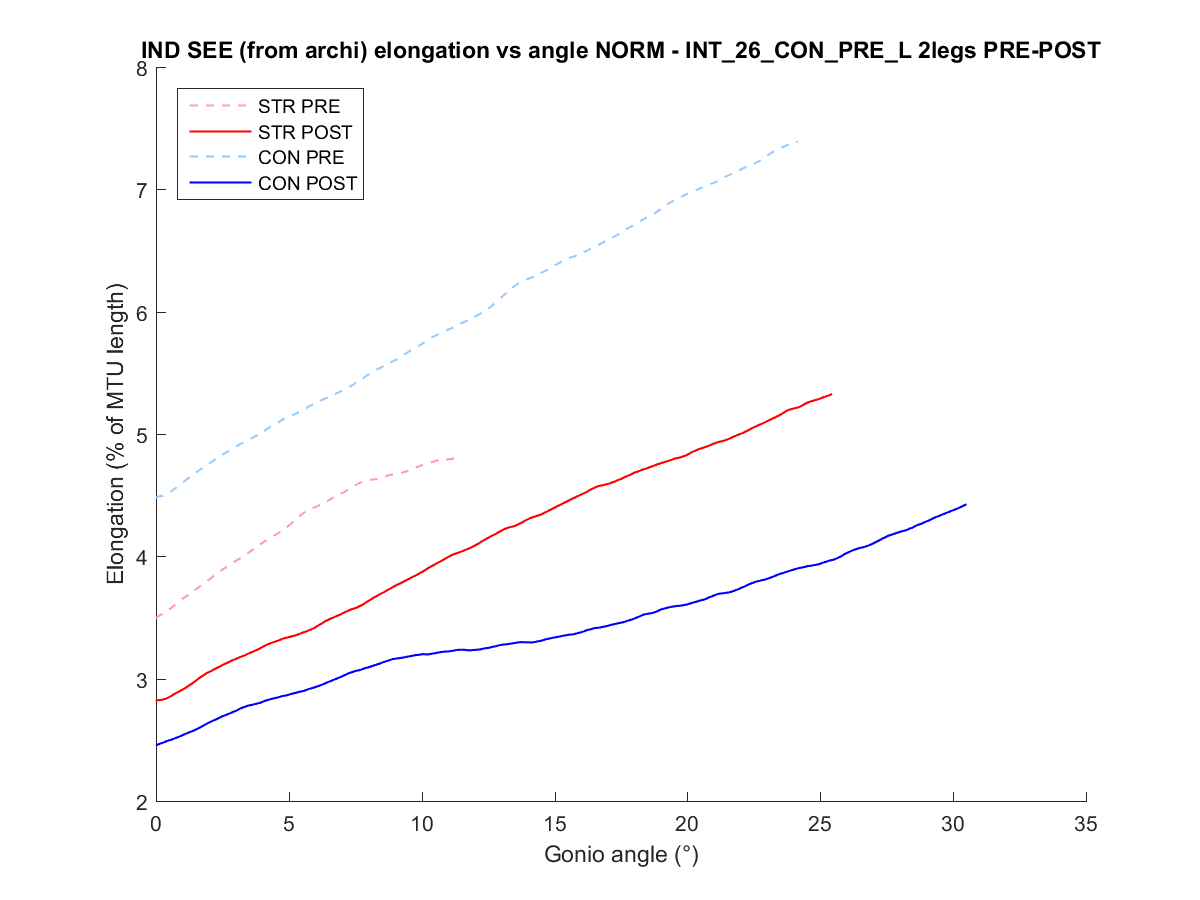 IND SEE (from archi) elongation vs angle NORM - INT_26_CON_PRE_L 2legs PRE-POST
8
7
6
5
4
3
2
Elongation (% of MTU length)
STR PRE
STR POST
CON PRE
CON POST
0 5 10 15 20 25 30 35
Gonio angle (°)